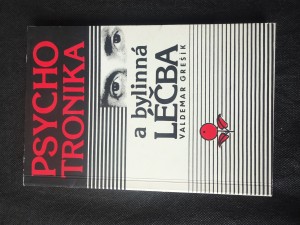 PSYCHO
TRONIKA
a bylinná
LÉČBA
VALDEMAR GREŠÍK